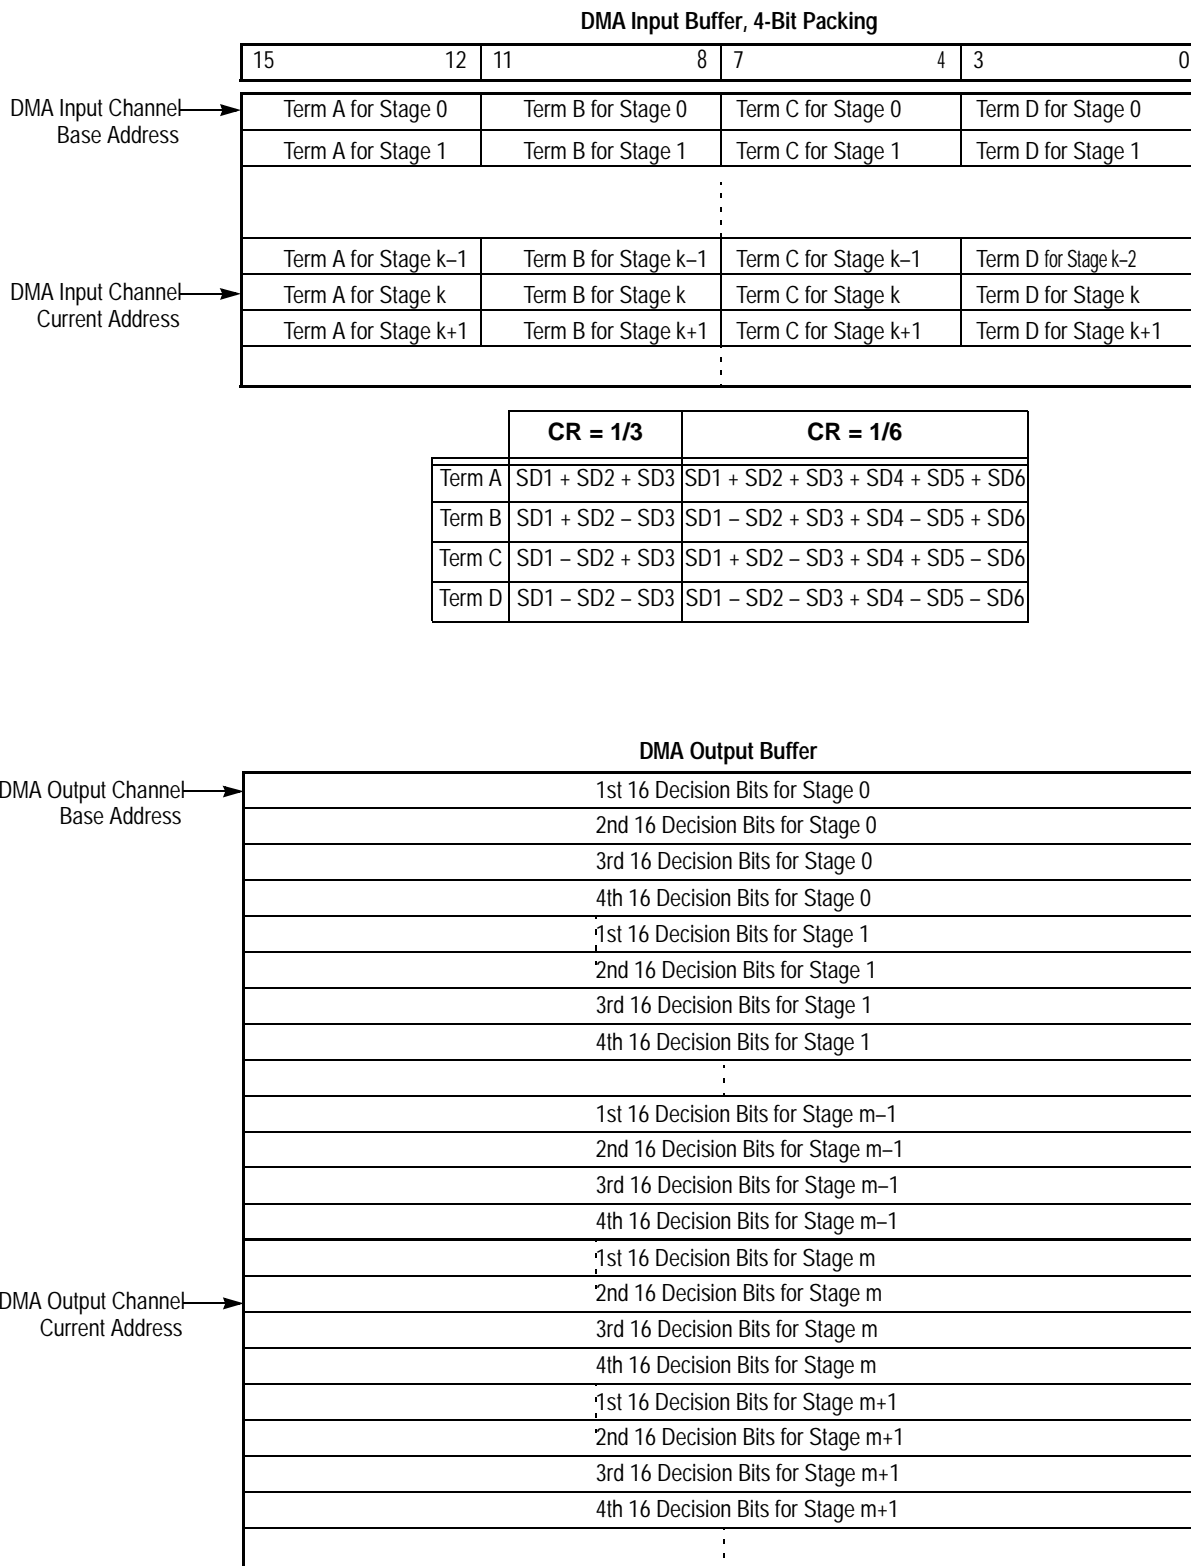 DMA Input Buffer, 4-Bit Packing
15 12 11 8 7 4 3 0
DMA Input Channel
Base Address
Term A for Stage 0 Term B for Stage 0 Term C for Stage 0 Term D for Stage 0
Term A for Stage 1 Term B for Stage 1 Term C for Stage 1 Term D for Stage 1
Term A for Stage k–1 Term B for Stage k–1 Term C for Stage k–1 Term D for Stage k–2
DMA Input Channel
Current Address
Term A for Stage k Term B for Stage k Term C for Stage k Term D for Stage k
Term A for Stage k+1 Term B for Stage k+1 Term C for Stage k+1 Term D for Stage k+1
CR = 1/3 CR = 1/6
Term A SD1 + SD2 + SD3 SD1 + SD2 + SD3 + SD4 + SD5 + SD6
Term B SD1 + SD2 – SD3 SD1 – SD2 + SD3 + SD4 – SD5 + SD6
Term C SD1 – SD2 + SD3 SD1 + SD2 – SD3 + SD4 + SD5 – SD6
Term D SD1 – SD2 – SD3 SD1 – SD2 – SD3 + SD4 – SD5 – SD6
DMA Output Buffer
DMA Output Channel
Base Address
1st 16 Decision Bits for Stage 0
2nd 16 Decision Bits for Stage 0
3rd 16 Decision Bits for Stage 0
4th 16 Decision Bits for Stage 0
1st 16 Decision Bits for Stage 1
2nd 16 Decision Bits for Stage 1
3rd 16 Decision Bits for Stage 1
4th 16 Decision Bits for Stage 1
1st 16 Decision Bits for Stage m–1
2nd 16 Decision Bits for Stage m–1
3rd 16 Decision Bits for Stage m–1
4th 16 Decision Bits for Stage m–1
1st 16 Decision Bits for Stage m
DMA Output Channel
Current Address
2nd 16 Decision Bits for Stage m
3rd 16 Decision Bits for Stage m
4th 16 Decision Bits for Stage m
1st 16 Decision Bits for Stage m+1
2nd 16 Decision Bits for Stage m+1
3rd 16 Decision Bits for Stage m+1
4th 16 Decision Bits for Stage m+1